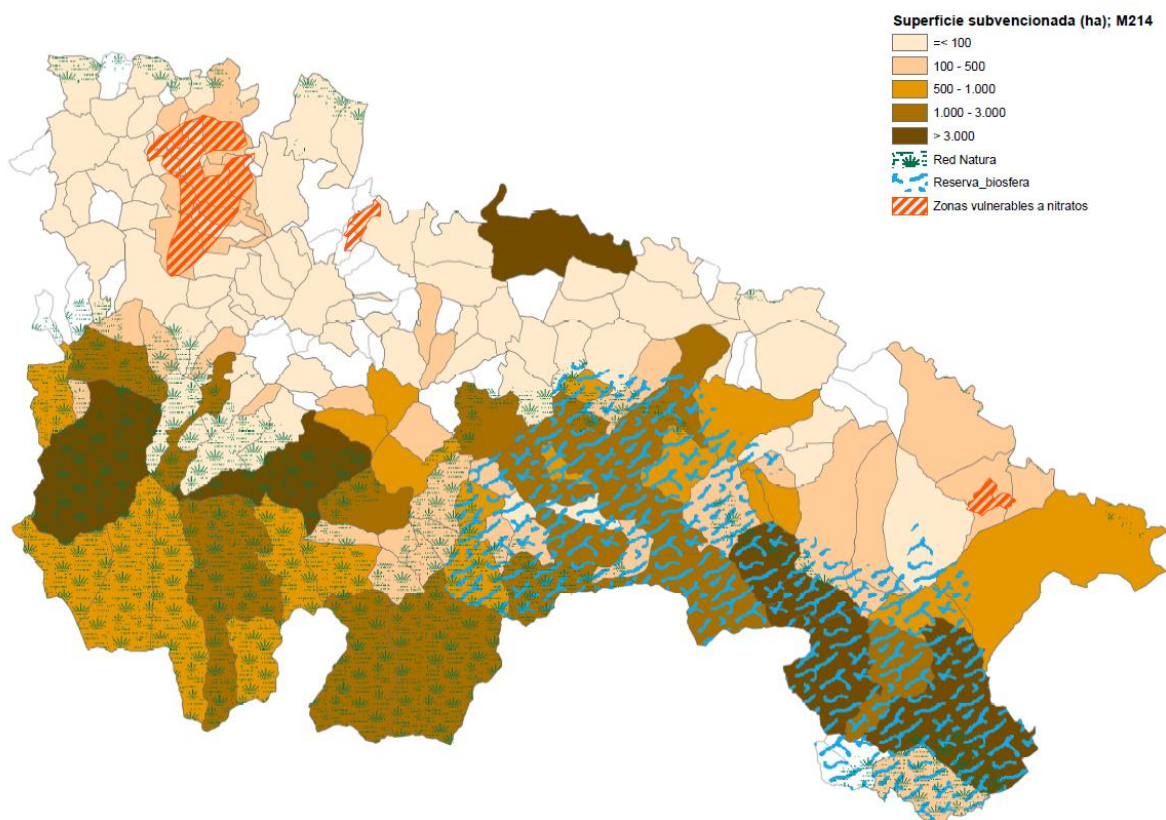 Superficie subvencionada (ha); M214
=< 100
100 - 500
500 - 1.000
1.000 - 3.000
> 3.000
Red Natura
Reserva_biosfera
Zonas vulnerables a nitratos